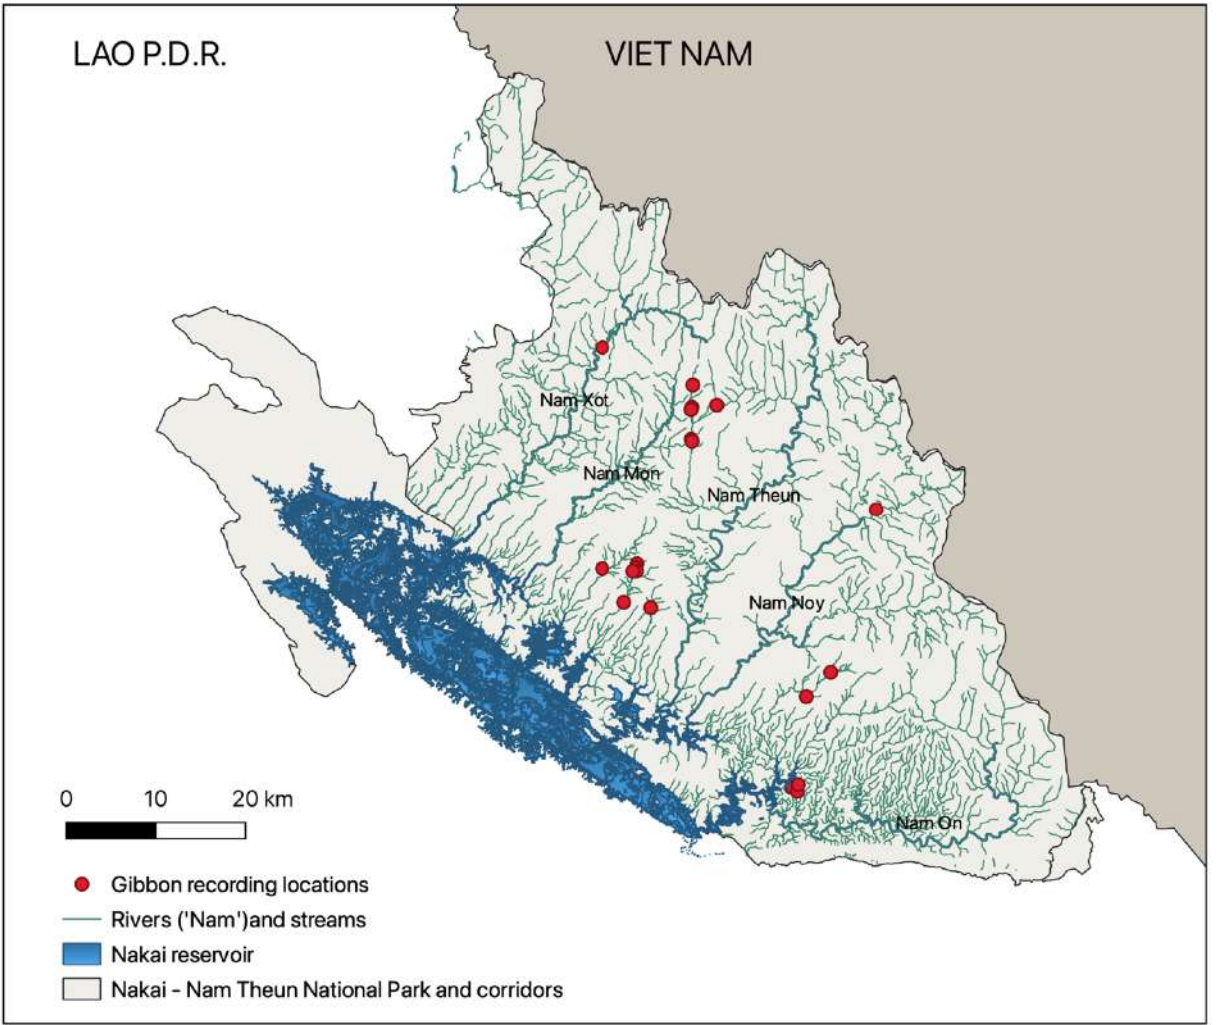 LAO P.D.R.
VIET NAM
Nam Xot
Nam Mon
Nam Theun
Nam Noy
Nam On
0 10 20 km
Gibbon recording locations
Rivers ('Nam')and streams
Nakai reservoir
Nakai - Nam Theun National Park and corridors